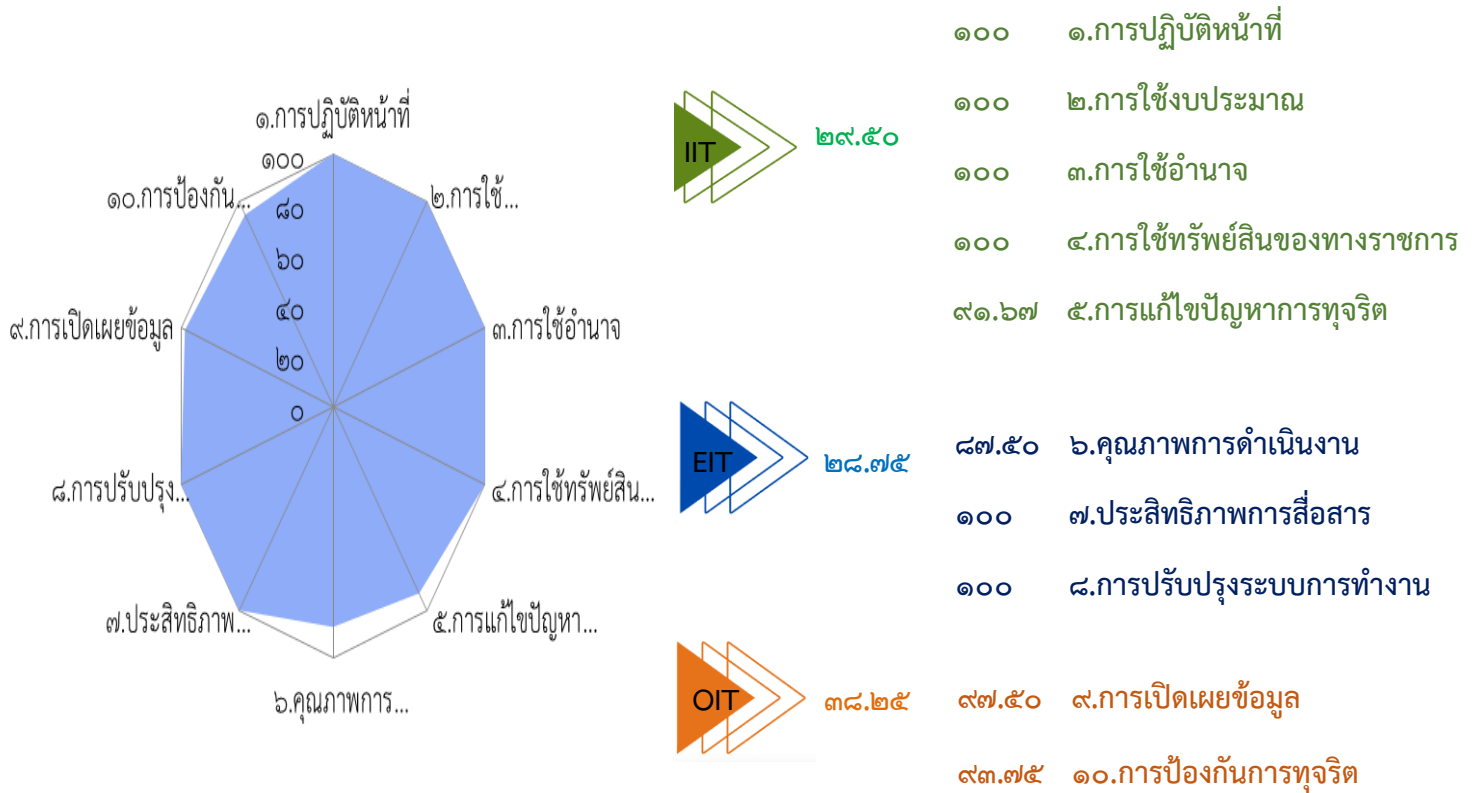 ๑.การปฏิบัติหน้าที่
๑๐๐
๑๐.การป้องกัน...
๘๐
๒.การใช้...
๖๐
๙.การเปิดเผยข้อมูล
๔๐
๓.การใช้อำนาจ
๒๐
๐
๘.การปรับปรุง...
๔.การใช้ทรัพย์สิน...
๗.ประสิทธิภาพ...
๕.การแก้ไขปัญหา...
๖.คุณภาพการ...
IIT
๒๙.๕๐
๑๐๐ ๑.การปฏิบัติหน้าที่
๑๐๐ ๒.การใช้งบประมาณ
๑๐๐ ๓.การใช้อำนาจ
๑๐๐ ๔.การใช้ทรัพย์สินของทางราชการ
๙๑.๖๗ ๕.การแก้ไขปัญหาการทุจริต
EIT
๒๘.๗๕
๘๗.๕๐ ๖.คุณภาพการดำเนินงาน
๑๐๐ ๗.ประสิทธิภาพการสื่อสาร
๑๐๐ ๘.การปรับปรุงระบบการทำงาน
OIT
๓๘.๒๕
๙๗.๕๐ ๙.การเปิดเผยข้อมูล
๙๓.๗๕ ๑๐.การป้องกันการทุจริต